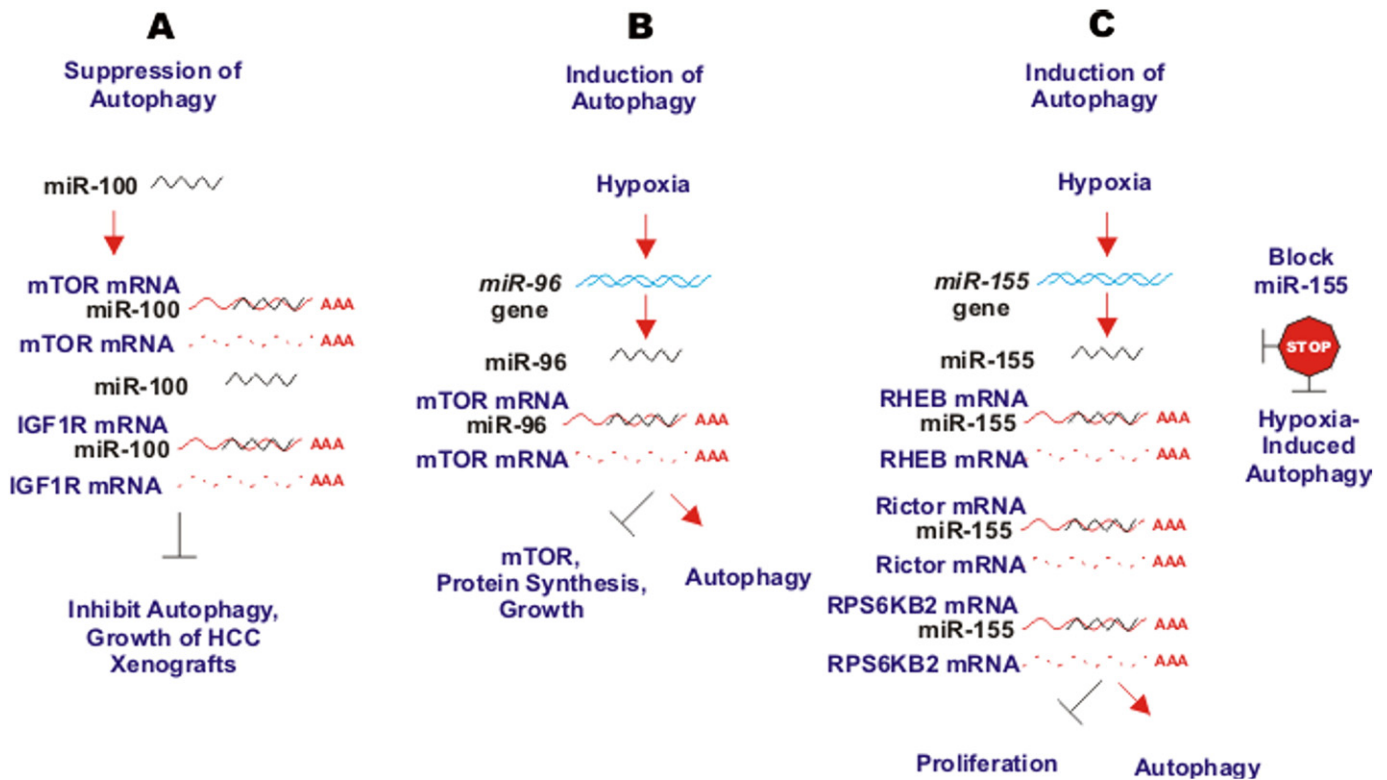 A
Suppression of
Autophagy
miR-100
mTOR mRNA
miR-100
AAA
mTOR mRNA
AAA
miR-100
IGF1R mRNA
miR-100
AAA
IGF1R mRNA
AAA
Inhibit Autophagy,
Growth of HCC
Xenografts
B
Induction of
Autophagy
Hypoxia
miR-96
gene
miR-96
mTOR mRNA
miR-96
AAA
mTOR mRNA
AAA
mTOR,
Protein Synthesis,
Growth
Autophagy
C
Induction of
Autophagy
Hypoxia
miR-155
gene
miR-155
RHEB mRNA
miR-155
AAA
RHEB mRNA
AAA
Rictor mRNA
miR-155
AAA
Rictor mRNA
AAA
RPS6KB2 mRNA
miR-155
AAA
RPS6KB2 mRNA
AAA
Proliferation
Autophagy
Block
miR-155
STOP
Hypoxia-
Induced
Autophagy